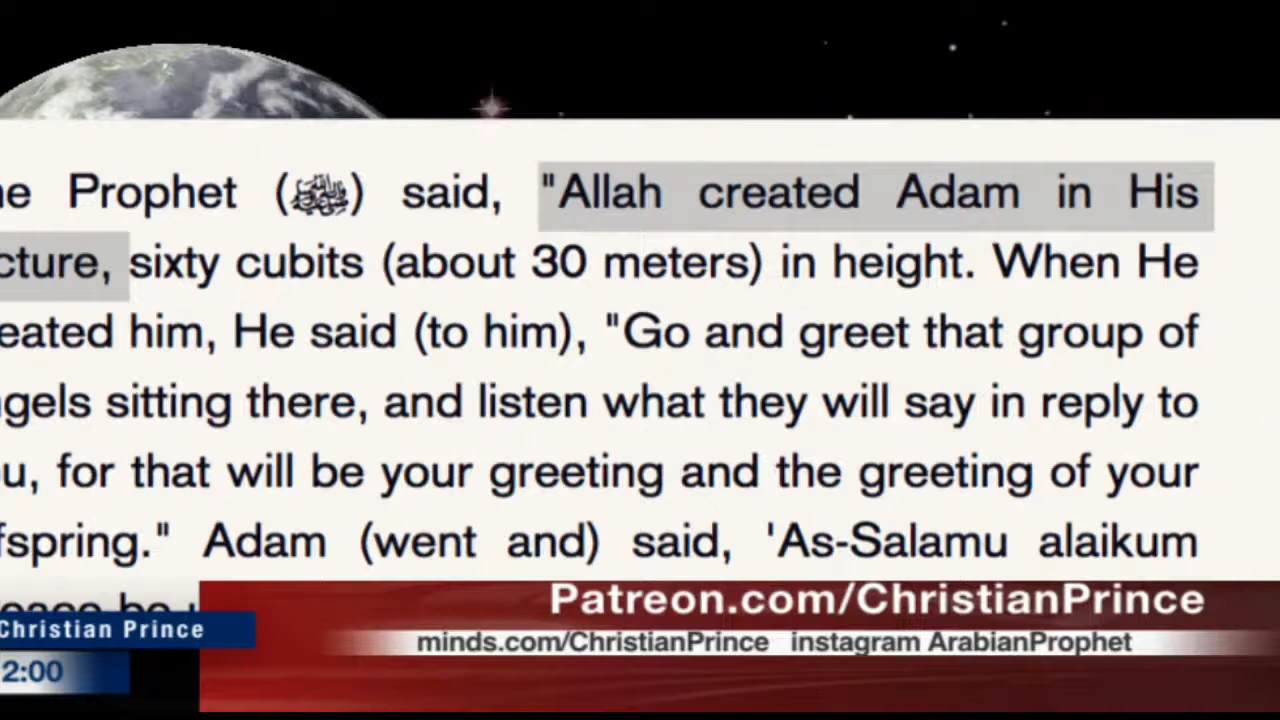 he Prophet (ﷺ) said, "Allah created Adam in His
cture, sixty cubits (about 30 meters) in height. When He
eated him, He said (to him), "Go and greet that group of
ngels sitting there, and listen what they will say in reply to
ou, for that will be your greeting and the greeting of your
fspring." Adam (went and) said, 'As-Salamu alaikum
Patreon.com/ChristianPrince
Christian Prince
minds.com/ChristianPrince instagram ArabianProphet
2:00